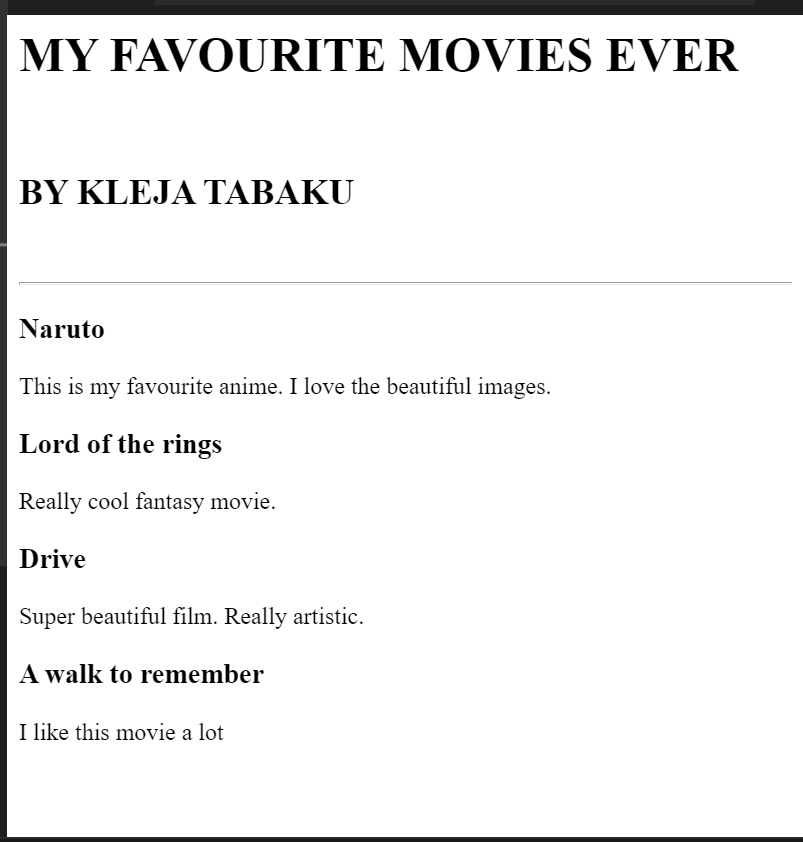 MY FAVOURITE MOVIES EVER
BY KLEJA TABAKU
Naruto
This is my favourite anime. I love the beautiful images.
Lord of the rings
Really cool fantasy movie.
Drive
Super beautiful film. Really artistic.
A walk to remember
I like this movie a lot